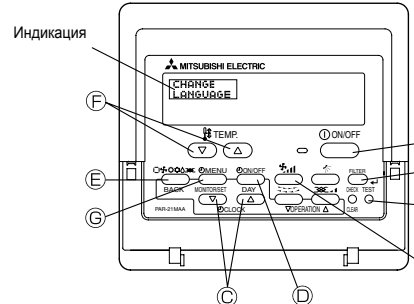 Индикация
MITSUBISHI ELECTRIC
CHANGE
LANGUAGE
F
TEMP.
ON/OFF
E
MENU
ON/OFF
FILTER
BACK
MONITOR/SET
DAY
CHECK TEST
PAR-21MAA
CLOCK
OPERATION
CLEAR
G
C
D